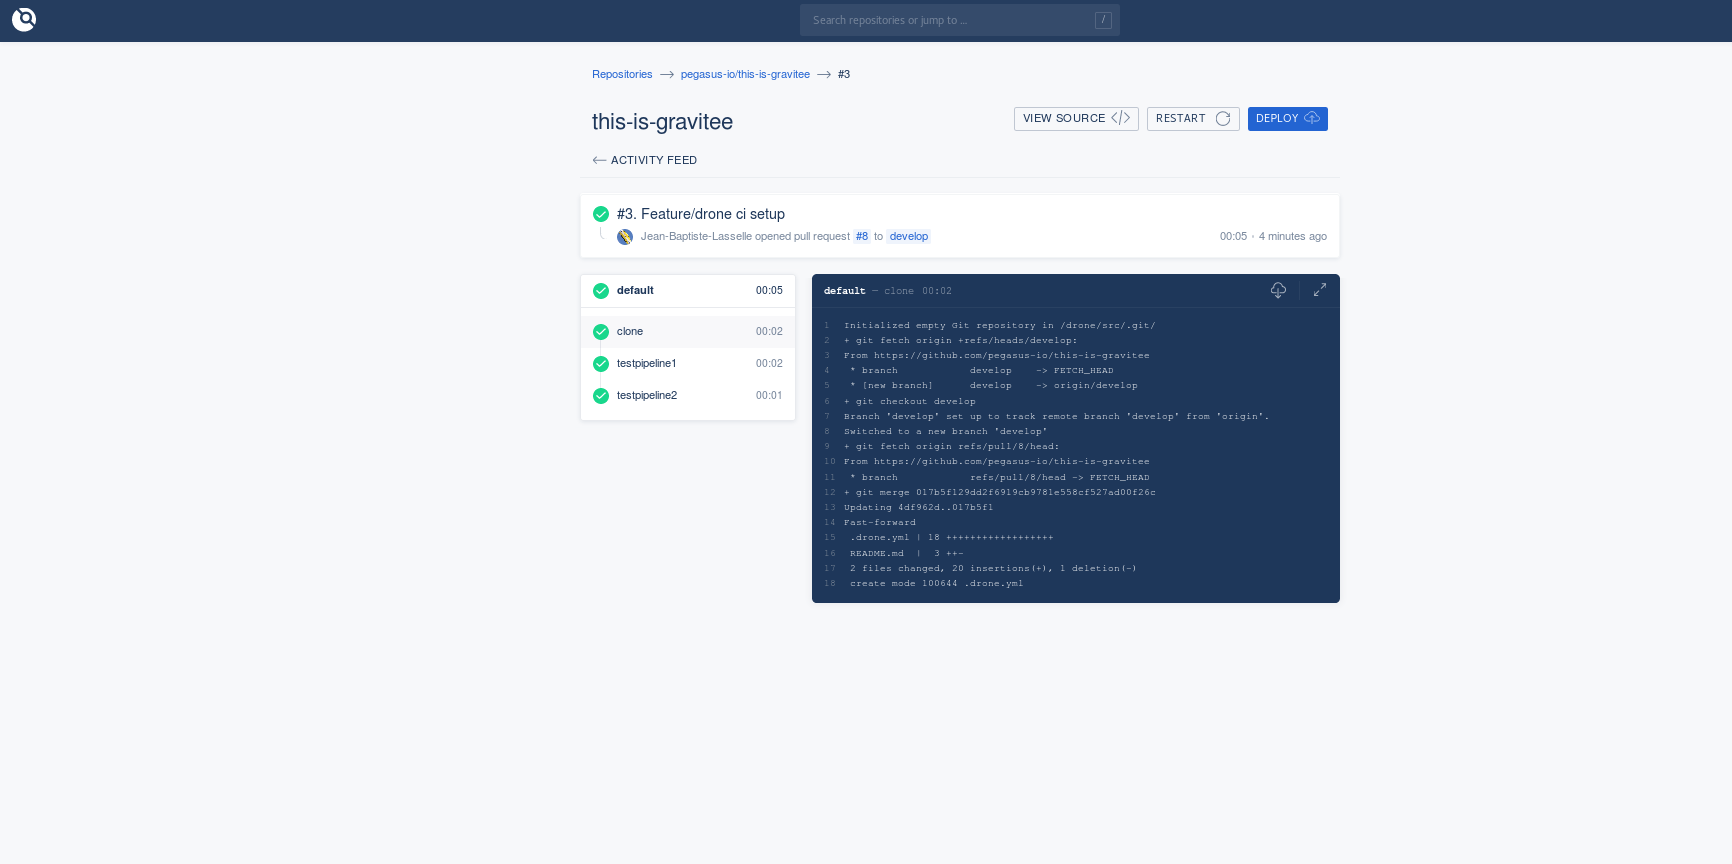 Search repositories or jump to ... /
Repositories → pegasus-io/this-is-gravitee → #3
this-is-gravitee
VIEW SOURCE </> RESTART DEPLOY
← ACTIVITY FEED
#3. Feature/drone ci setup
Jean-Baptiste-Lasselle opened pull request #8 to develop 00:05 • 4 minutes ago
default 00:05
clone 00:02
testpipeline1 00:02
testpipeline2 00:01
default — clone 00:02
1 Initialized empty Git repository in /drone/src/.git/
2 + git fetch origin +refs/heads/develop:
3 From https://github.com/pegasus-io/this-is-gravitee
4  * branch            develop    -> FETCH_HEAD
5  * [new branch]      develop    -> origin/develop
6 + git checkout develop
7 Branch 'develop' set up to track remote branch 'develop' from 'origin'.
8 Switched to a new branch 'develop'
9 + git fetch origin refs/pull/8/head:
10 From https://github.com/pegasus-io/this-is-gravitee
11  * branch            refs/pull/8/head -> FETCH_HEAD
12 + git merge 017b5f129dd2f6919cb9781e558cf527ad00f26c
13 Updating 4df962d..017b5f1
14 Fast-forward
15  .drone.yml | 18 ++++++++++++++++++
16  README.md  |  3 ++-
17  2 files changed, 20 insertions(+), 1 deletion(-)
18  create mode 100644 .drone.yml